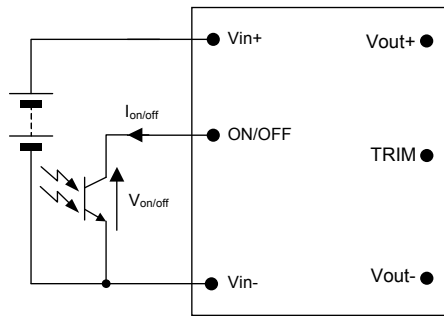 Vin+
Vout+
Ion/off
ON/OFF
TRIM
Von/off
Vin-
Vout-